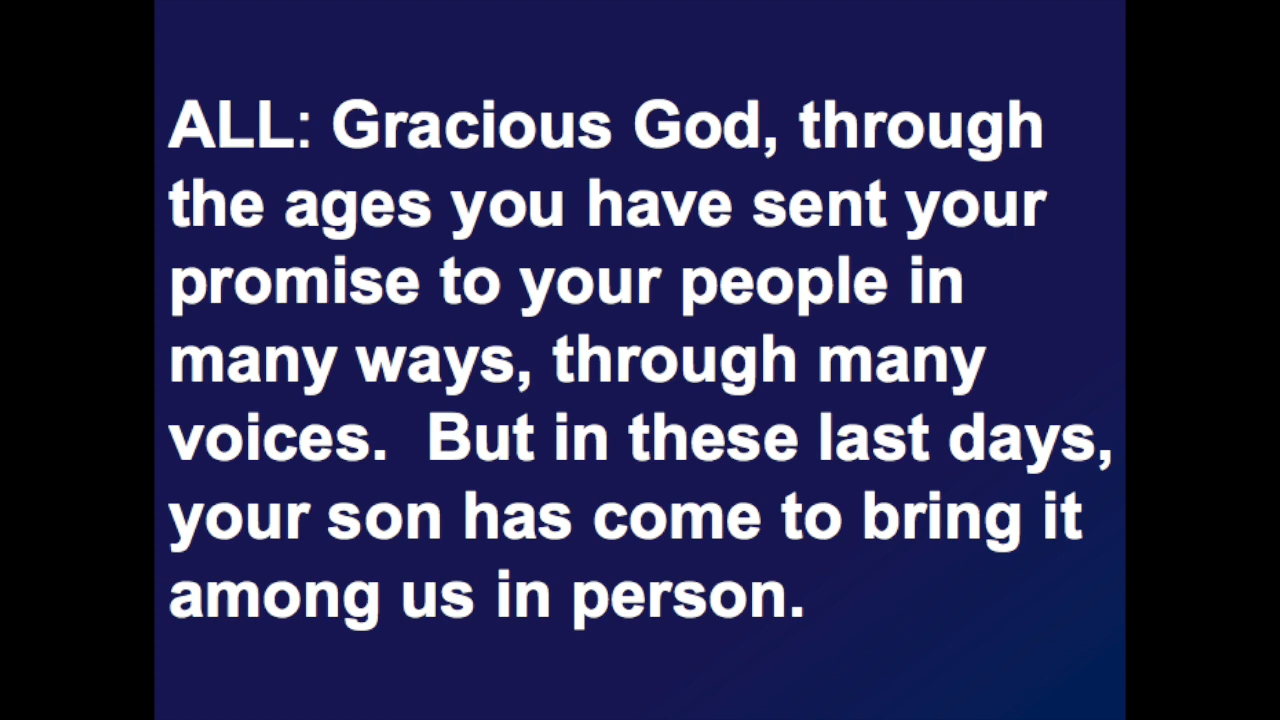 ALL: Gracious God, through
the ages you have sent your
promise to your people in
many ways, through many
voices.  But in these last days,
your son has come to bring it
among us in person.